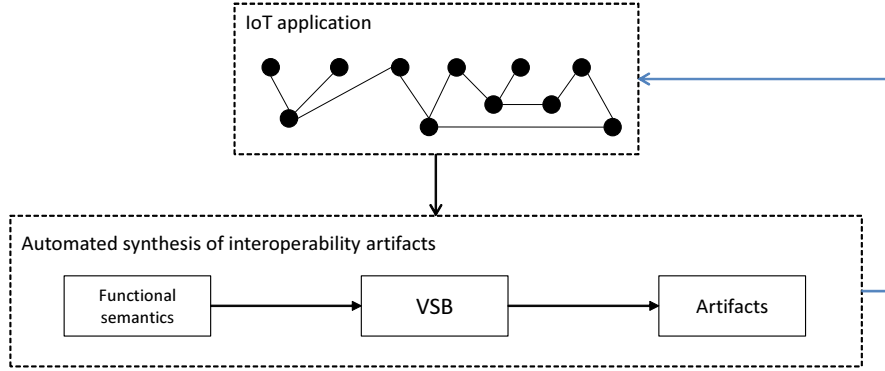 IoT application
Automated synthesis of interoperability artifacts
Functional
semantics
VSB
Artifacts